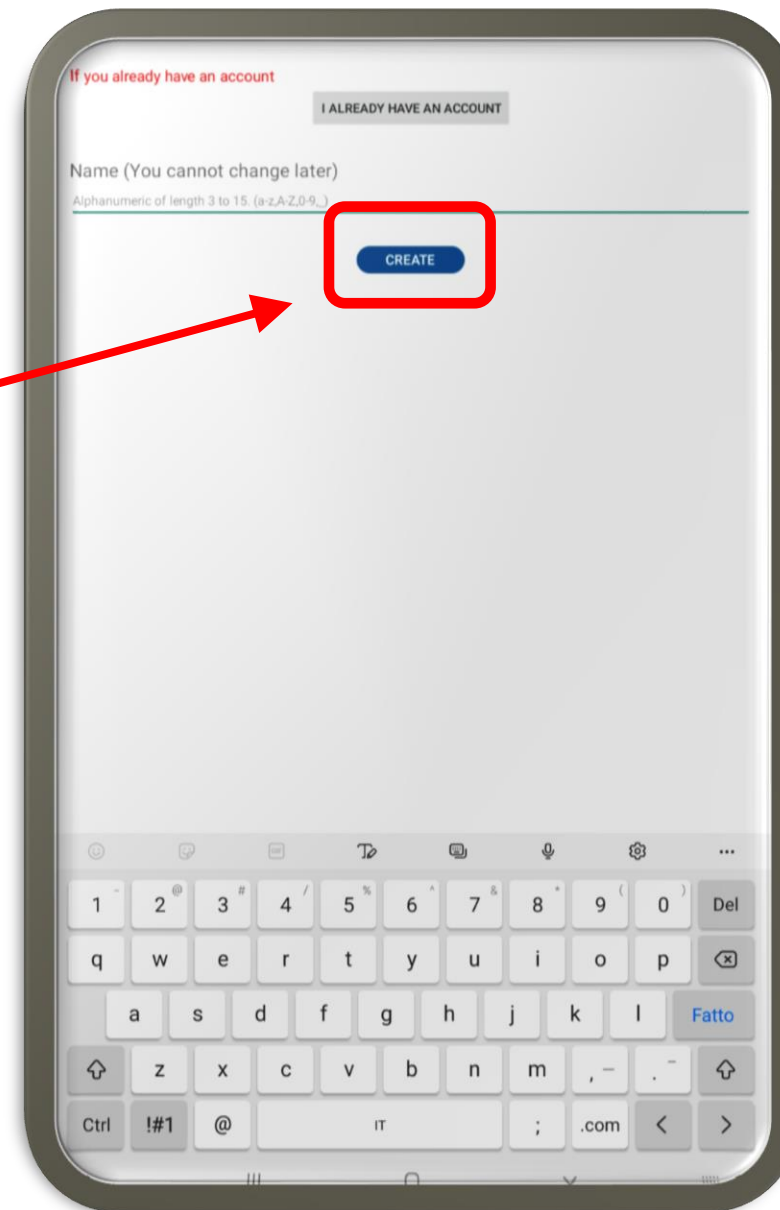 If you already have an account
I ALREADY HAVE AN ACCOUNT
Name (You cannot change later)
Alphanumeric of length 3 to 15. (a-z,A-Z,0-9,_)
CREATE
GIF
1 - 2 @ 3 # 4 / 5 % 6 ^ 7 & 8 * 9 ( 0 ) Del
q w e r t y u i o p
a s d f g h j k l Fatto
z x c v b n m , — . –
Ctrl !#1 @ IT ; .com < >